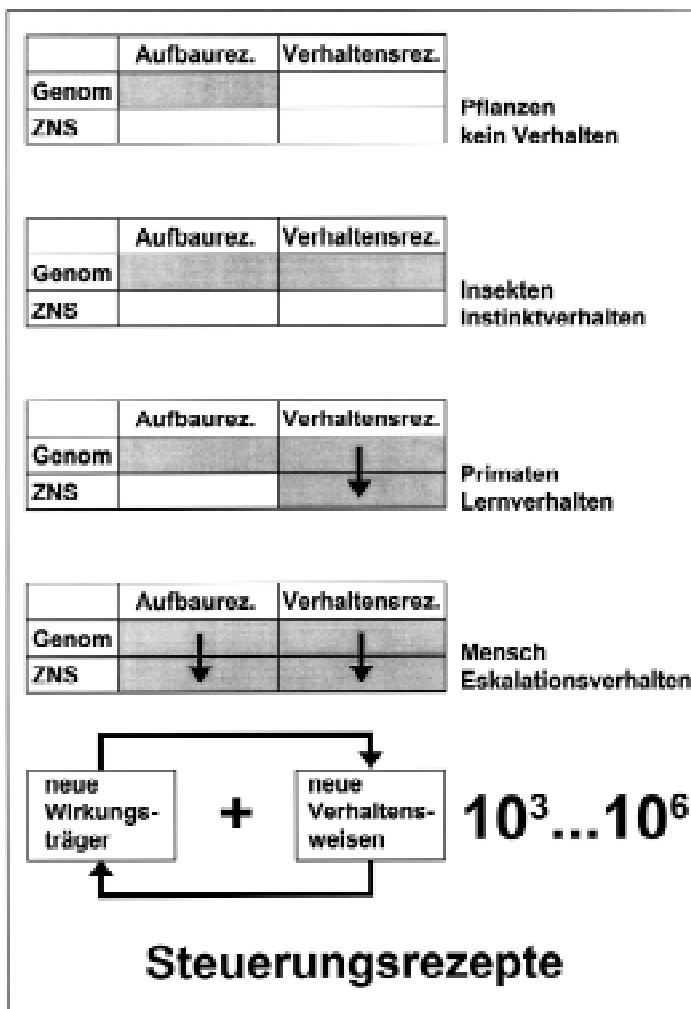 Aufbaurez. Verhaltensrez.
Genom
ZNS
Pflanzen
kein Verhalten
Aufbaurez. Verhaltensrez.
Genom
ZNS
Insekten
Instinktverhalten
Aufbaurez. Verhaltensrez.
Genom
ZNS
Primaten
Lernverhalten
Aufbaurez. Verhaltensrez.
Genom
ZNS
Mensch
Eskalationsverhalten
neue
Wirkungs-
träger
+
neue
Verhaltens-
weisen
10³...10⁶
Steuerungsrezepte